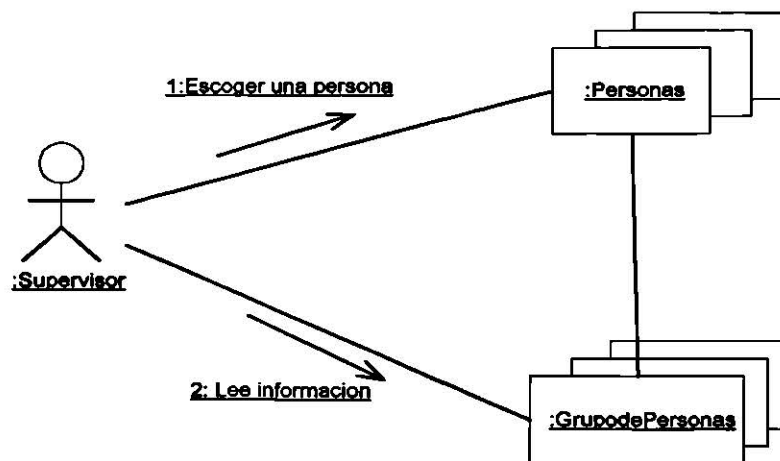 1:Escoger una persona
:Personas
:Supervisor
2: Lee informacion
:GrupodePersonas